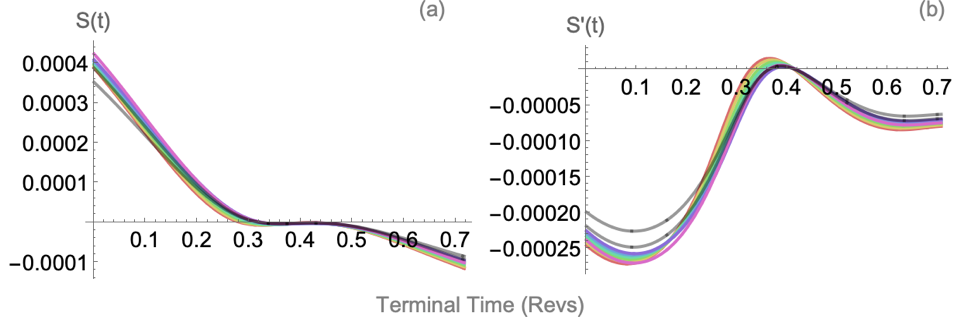 S(t)
(a)
0.0004
0.0003
0.0002
0.0001
-0.0001
0.1 0.2 0.3 0.4 0.5 0.6 0.7
S'(t)
(b)
0.1 0.2 0.3 0.4 0.5 0.6 0.7
-0.00005
-0.00010
-0.00015
-0.00020
-0.00025
Terminal Time (Revs)